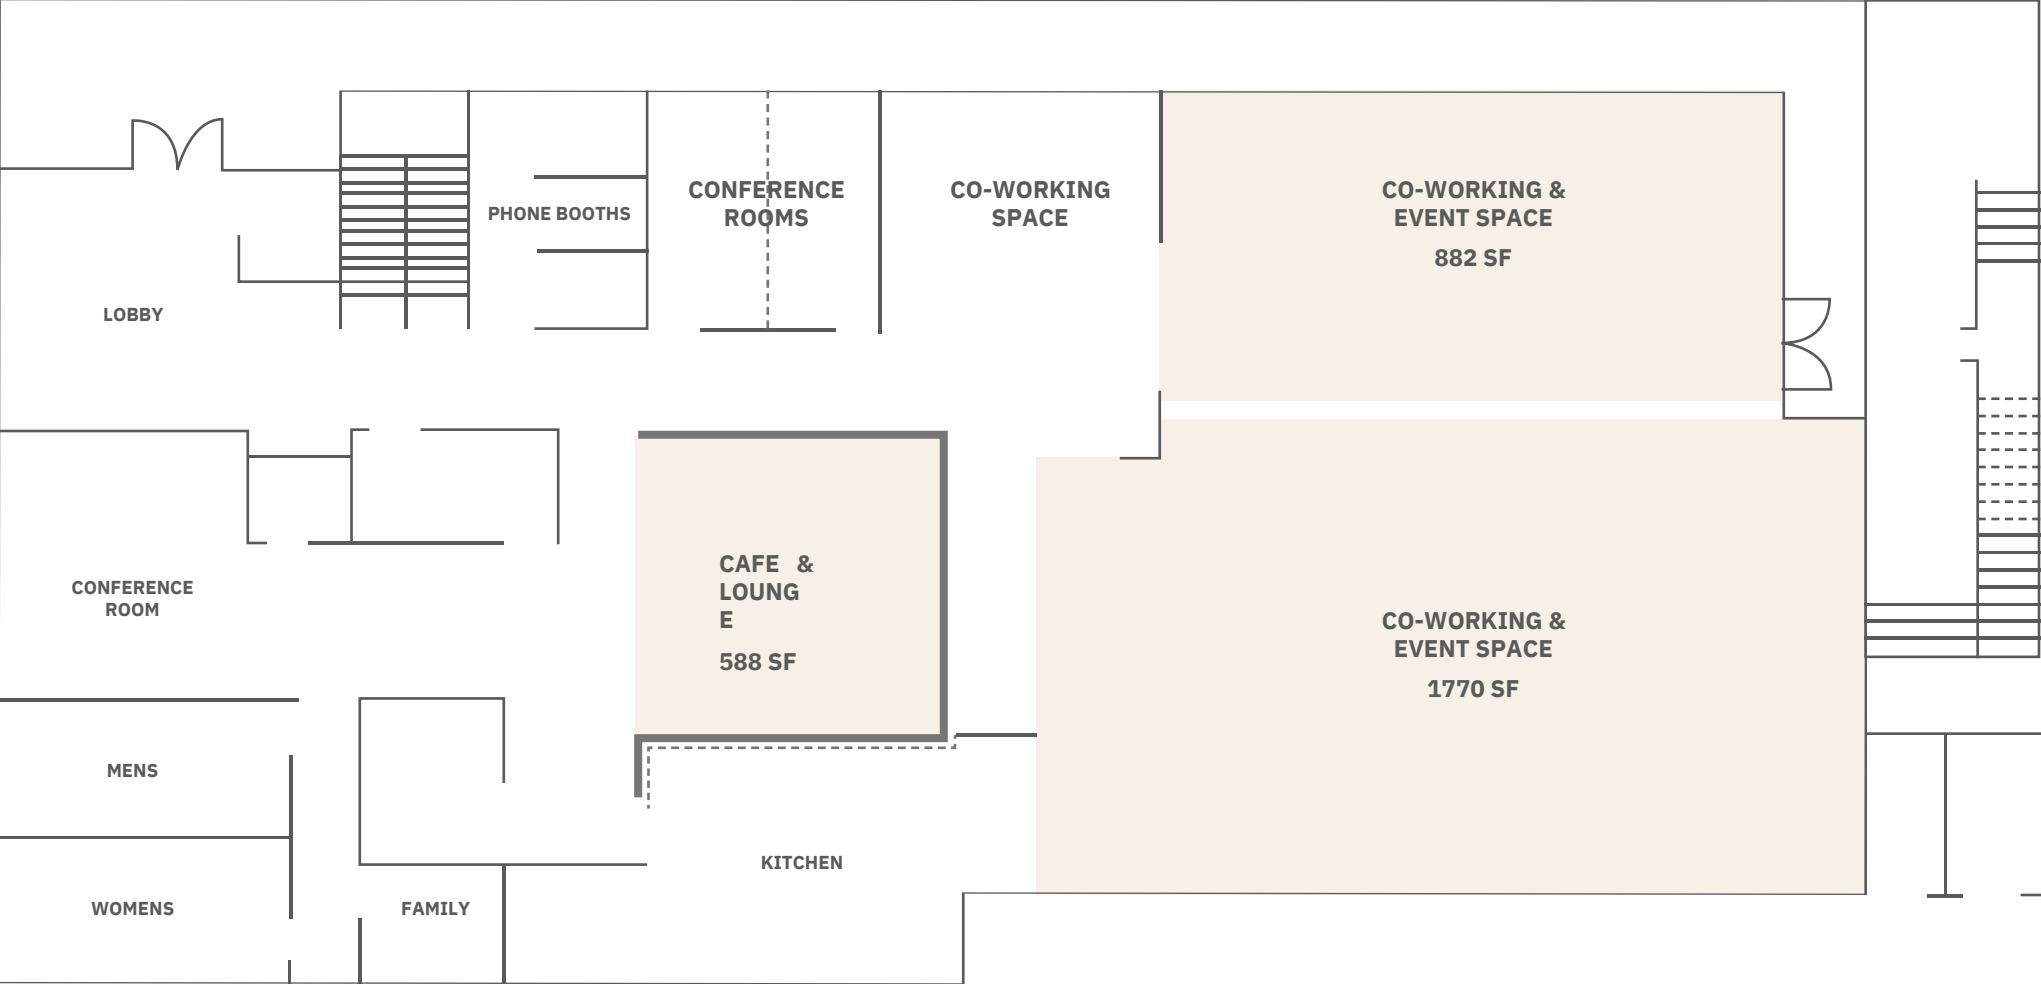 PHONE BOOTHS
CONFERENCE
ROOMS
CO-WORKING
SPACE
CO-WORKING &
EVENT SPACE
882 SF
LOBBY
CONFERENCE
ROOM
CAFE &
LOUNG
E
588 SF
CO-WORKING &
EVENT SPACE
1770 SF
MENS
KITCHEN
WOMENS
FAMILY